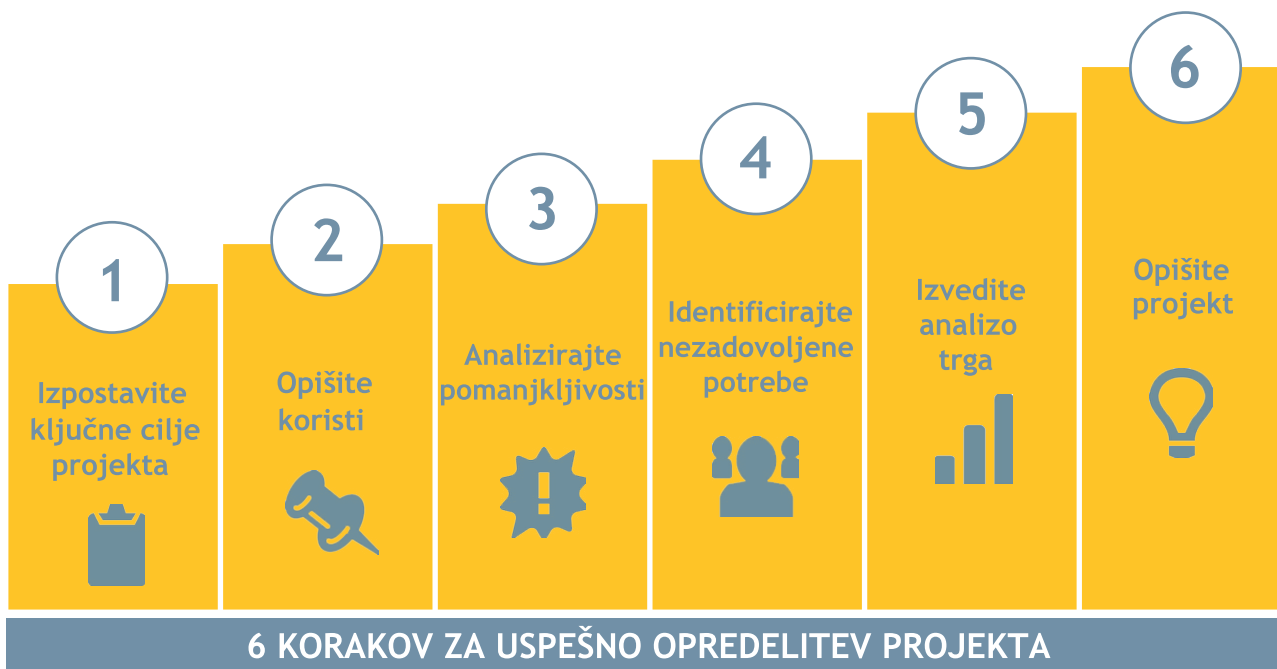 1
Izpostavite
ključne cilje
projekta
2
Opišite
koristi
3
Analizirajte
pomanjkljivosti
4
Identificirajte
nezadovoljene
potrebe
5
Izvedite
analizo
trga
6
Opišite
projekt
6 KORAKOV ZA USPEŠNO OPREDELITEV PROJEKTA